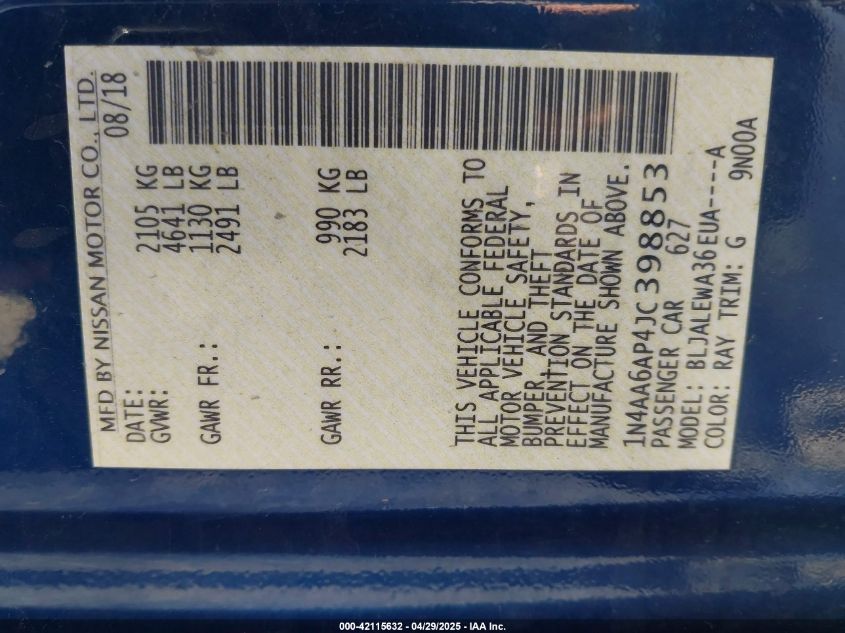 MFD BY NISSAN MOTOR CO., LTD.
DATE: 08/18
GVWR: 2105 KG
4641 LB
GAWR FR.: 1130 KG
2491 LB
GAWR RR.: 990 KG
2183 LB
THIS VEHICLE CONFORMS TO
ALL APPLICABLE FEDERAL
MOTOR VEHICLE SAFETY,
BUMPER, AND THEFT
PREVENTION STANDARDS IN
EFFECT ON THE DATE OF
MANUFACTURE SHOWN ABOVE.
1N4AA6AP4JC398853
PASSENGER CAR 627
MODEL: BLJALEWA36EUA----A
COLOR: RAY TRIM: G 9N00A
000-42115632 - 04/29/2025 - IAA Inc.